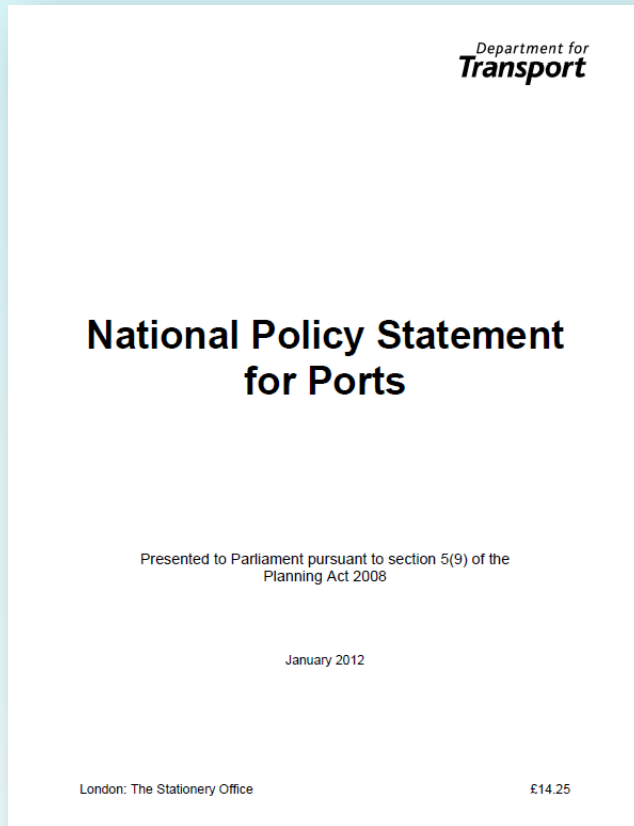 Department for
Transport
National Policy Statement
for Ports
Presented to Parliament pursuant to section 5(9) of the
Planning Act 2008
January 2012
London: The Stationery Office
£14.25